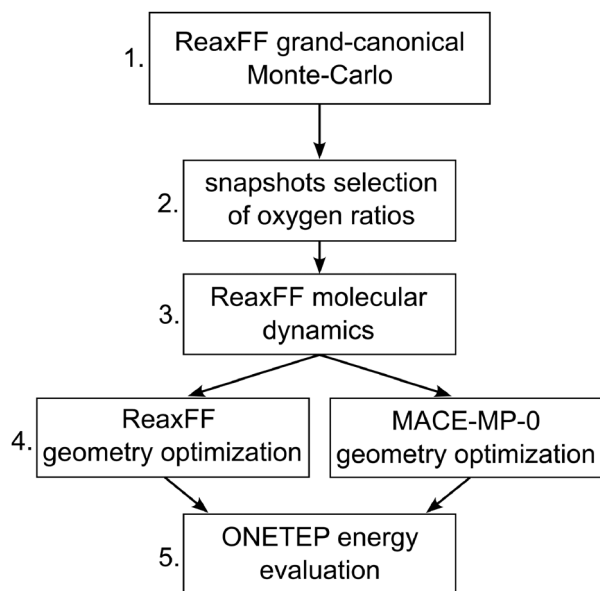 1. ReaxFF grand-canonical
Monte-Carlo
2. snapshots selection
of oxygen ratios
3. ReaxFF molecular
dynamics
4. ReaxFF
geometry optimization
MACE-MP-0
geometry optimization
5. ONETEP energy
evaluation